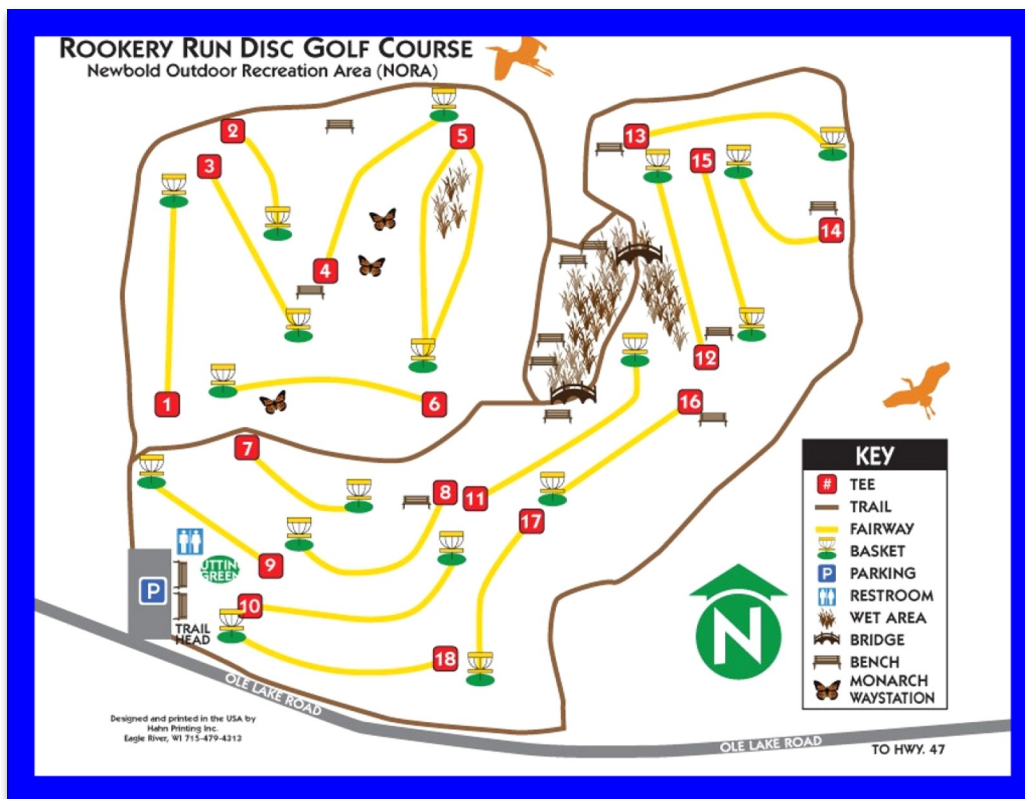 ROOKERY RUN DISC GOLF COURSE
Newbold Outdoor Recreation Area (NORA)
2
5
13
3
15
14
4
12
1
6
16
7
8
11
17
9
10
18
UTTIN
GREEN
P
TRAIL
HEAD
OLE LAKE ROAD
Designed and printed in the USA by
Hahn Printing Inc.
Eagle River, WI 715-479-4313
N
KEY
# TEE
TRAIL
FAIRWAY
BASKET
P PARKING
RESTROOM
WET AREA
BRIDGE
BENCH
MONARCH
WAYSTATION
OLE LAKE ROAD
TO HWY. 47